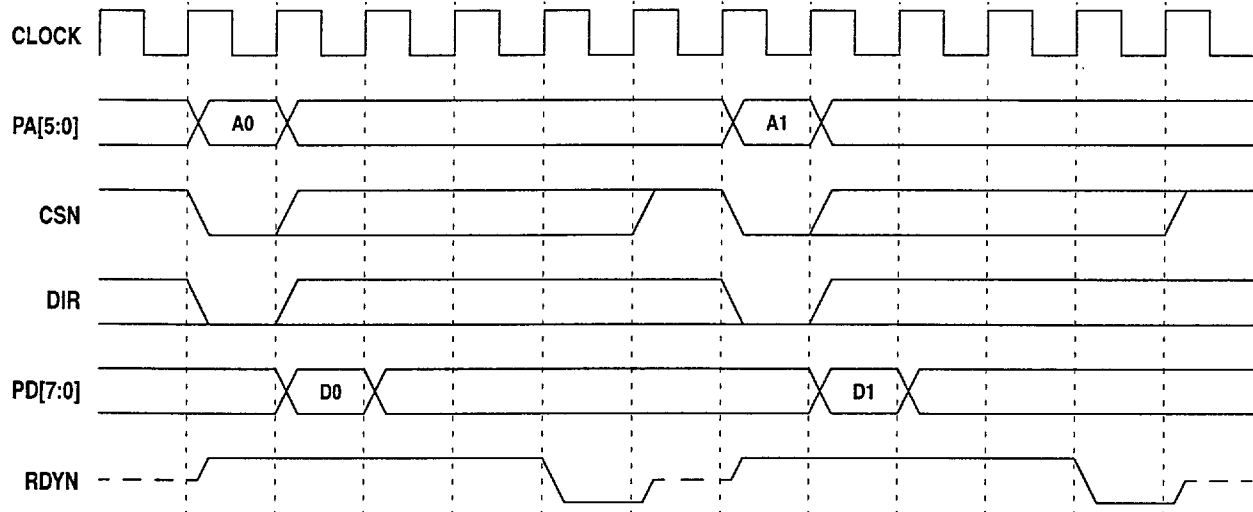 CLOCK
PA[5:0] A0 A1
CSN
DIR
PD[7:0] D0 D1
RDYN